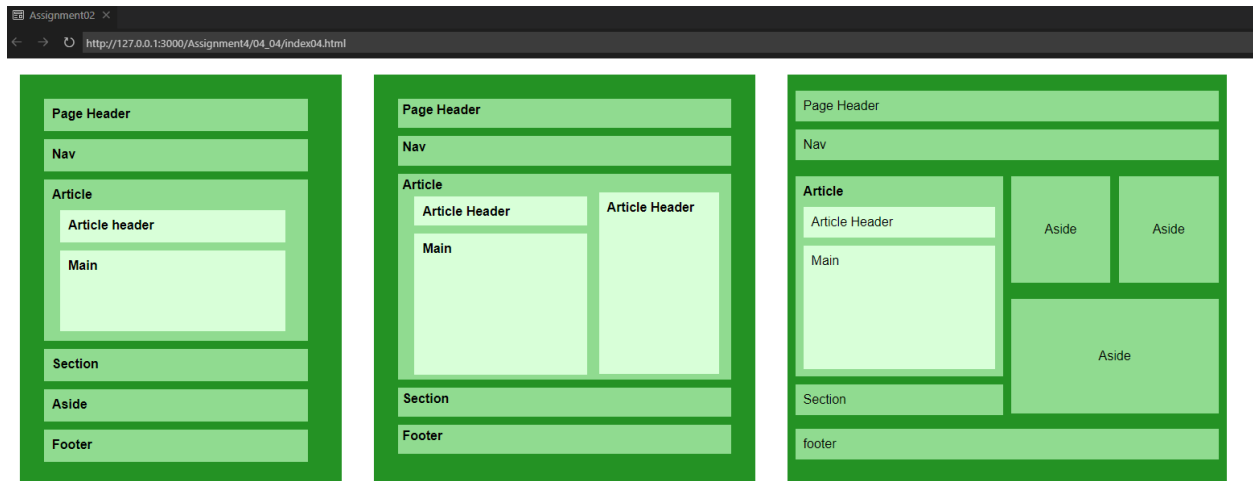 Assignment02
http://127.0.0.1:3000/Assignment4/04_04/index04.html
Page Header
Nav
Article
Article header
Main
Section
Aside
Footer
Page Header
Nav
Article
Article Header
Article Header
Main
Section
Footer
Page Header
Nav
Article
Article Header
Main
Aside
Aside
Aside
Section
footer